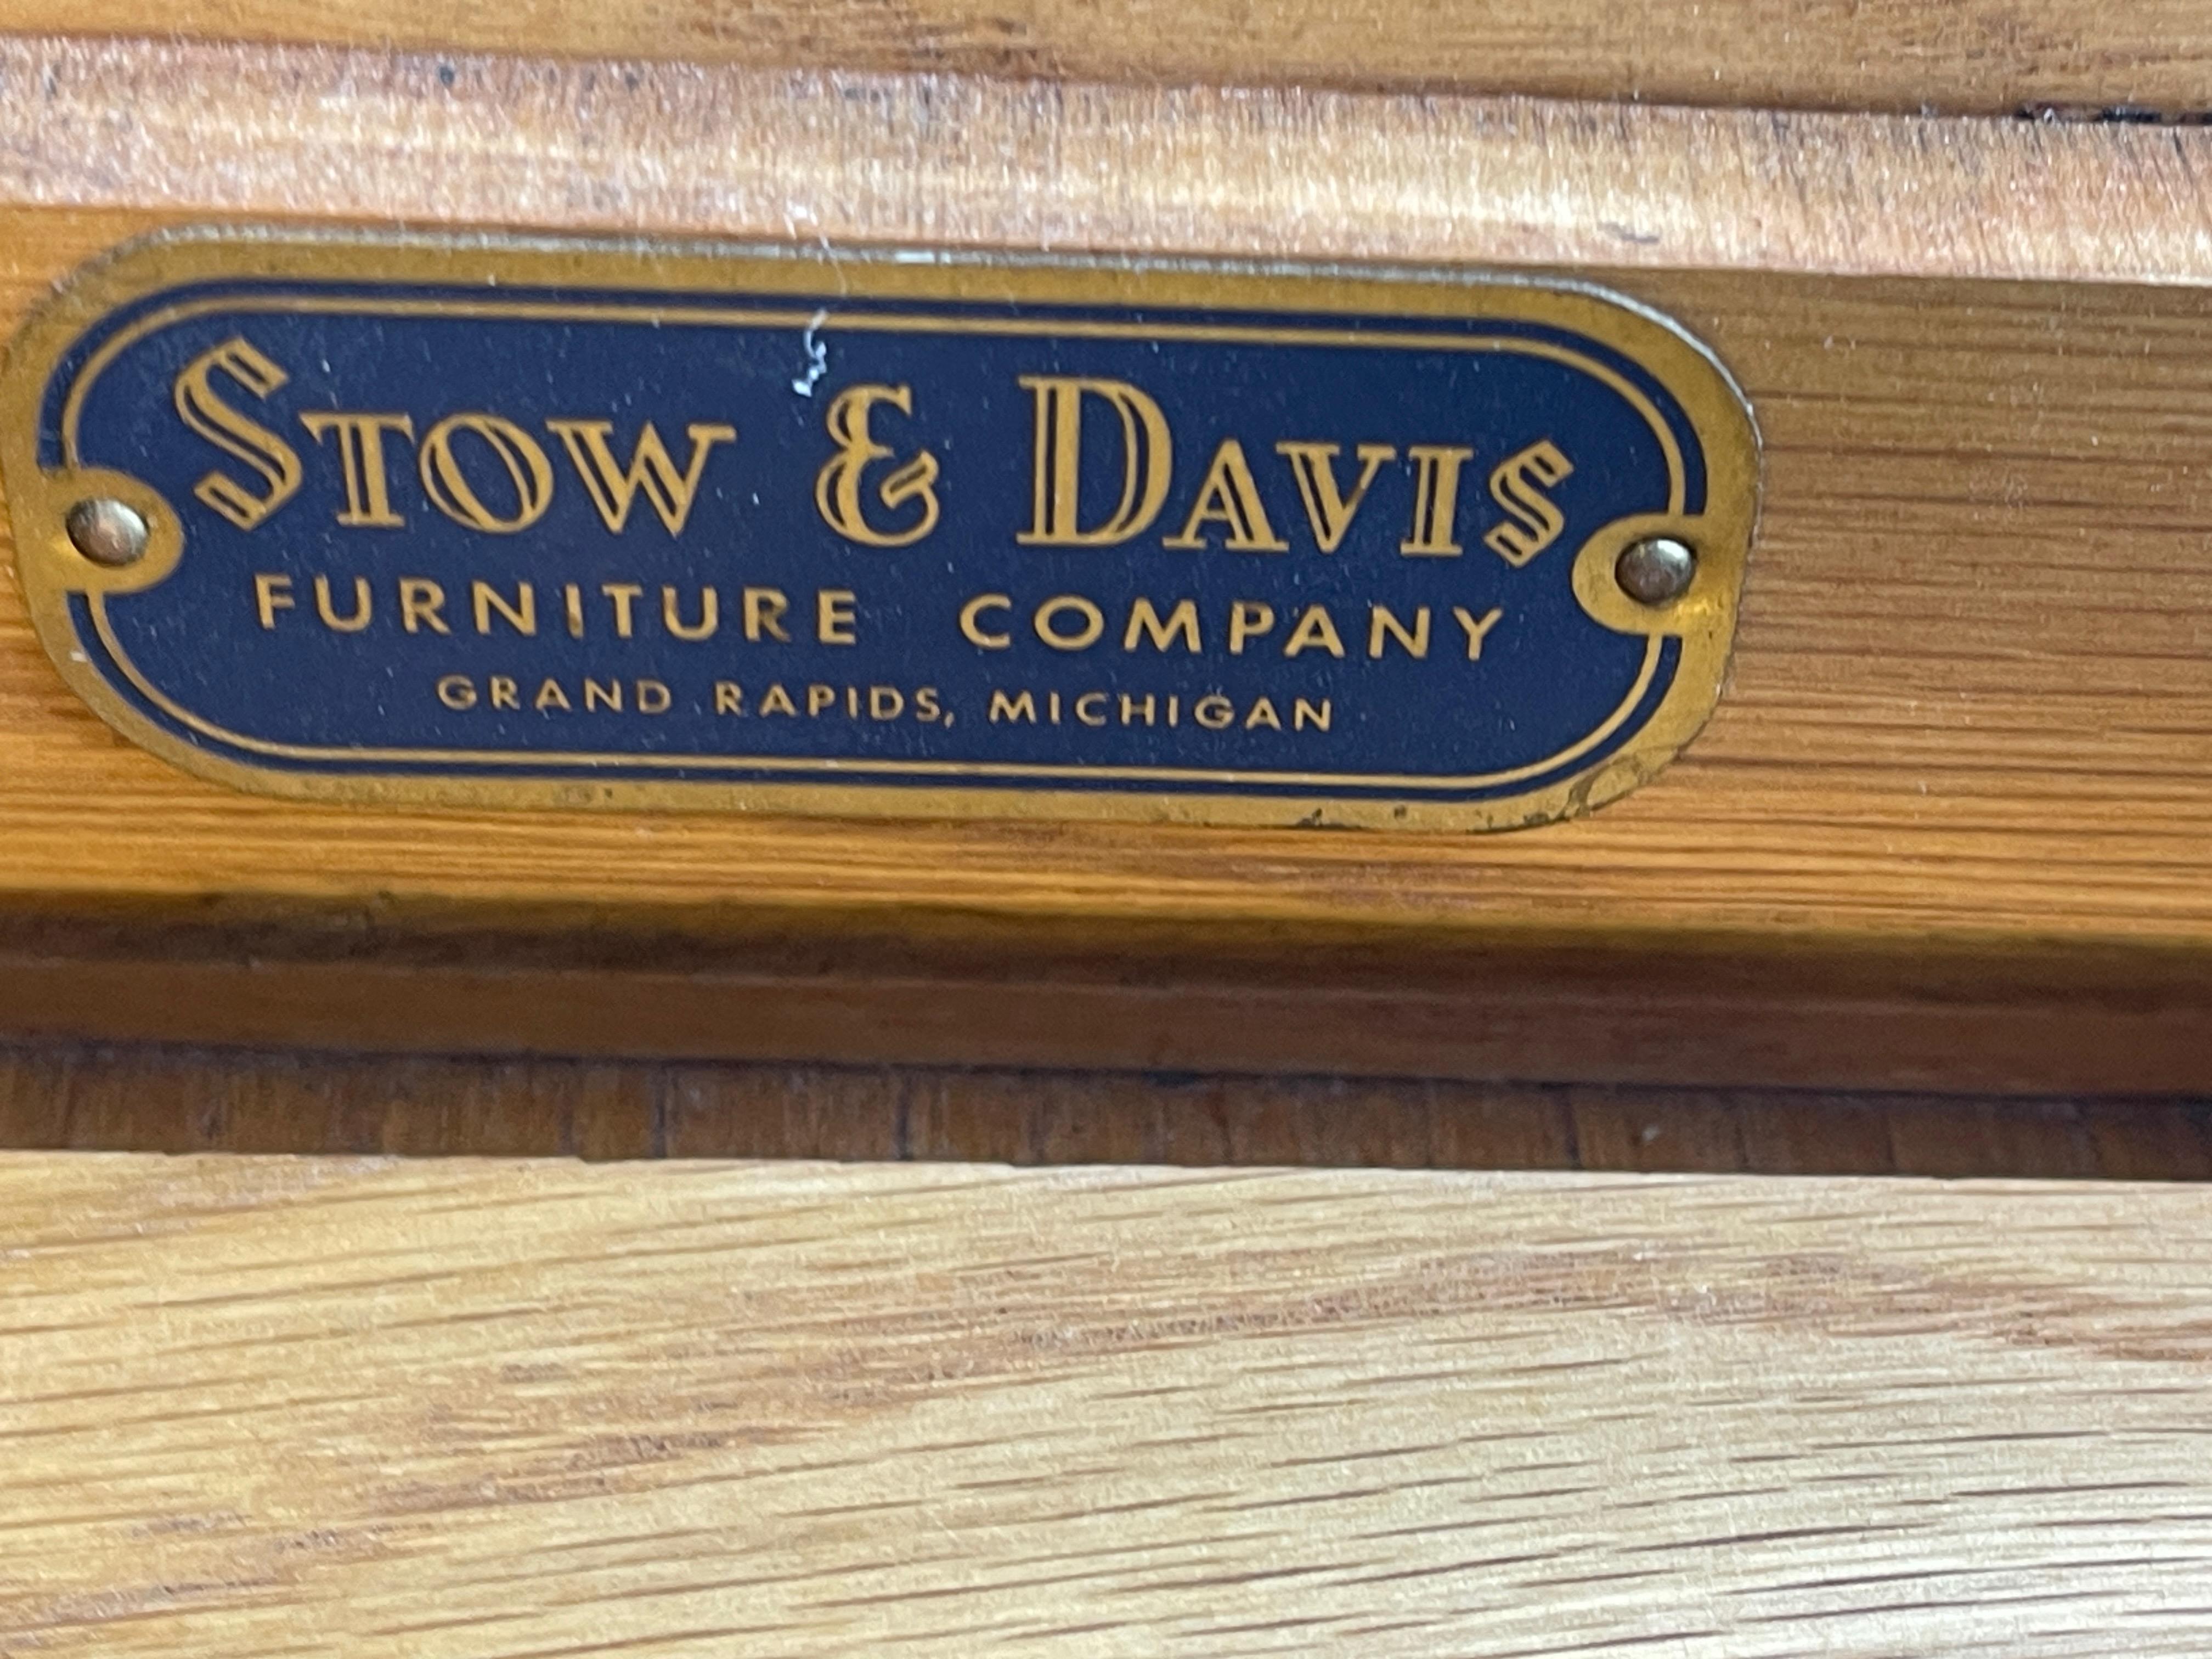 STOW & DAVIS
FURNITURE COMPANY
GRAND RAPIDS, MICHIGAN